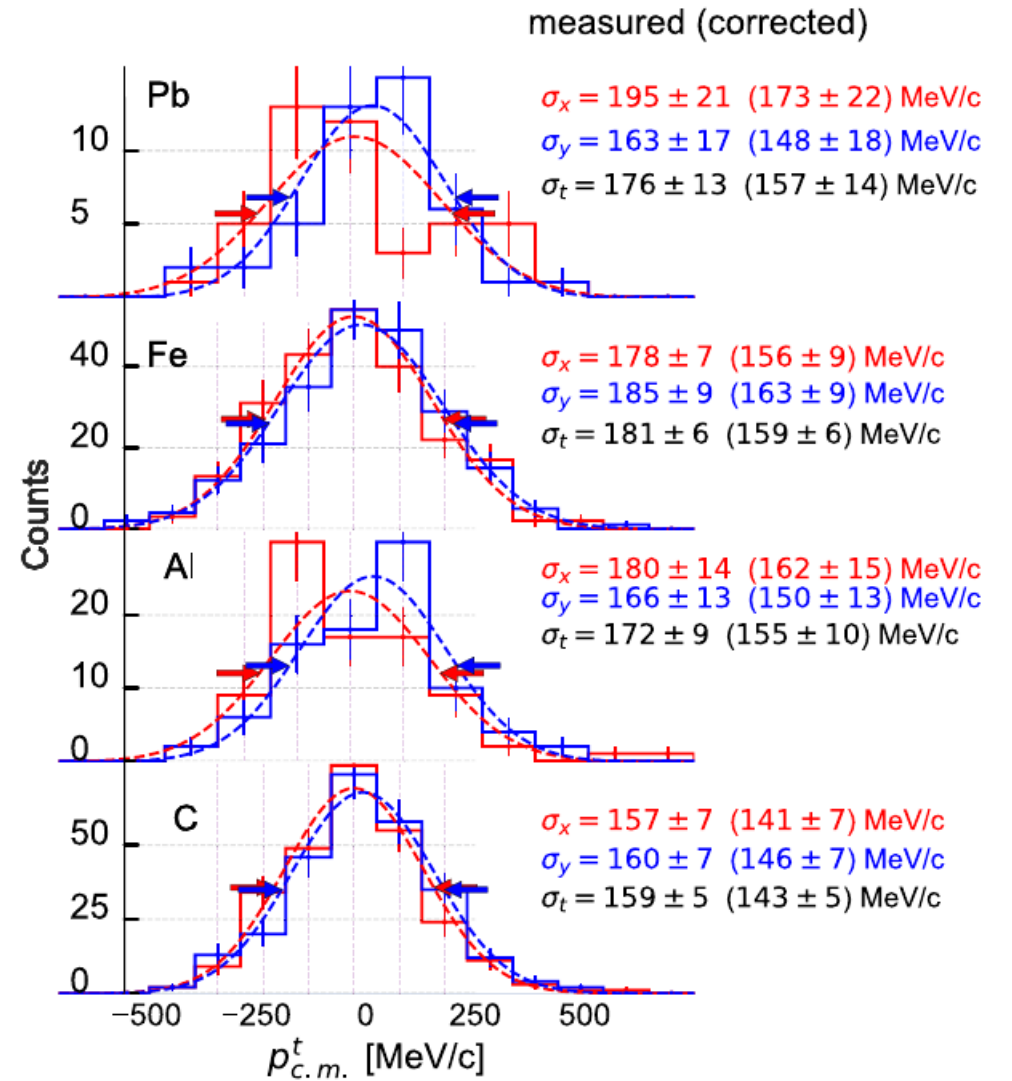 measured (corrected)
Pb
σx = 195 ± 21 (173 ± 22) MeV/c
σy = 163 ± 17 (148 ± 18) MeV/c
σt = 176 ± 13 (157 ± 14) MeV/c
10
5
Fe
σx = 178 ± 7 (156 ± 9) MeV/c
σy = 185 ± 9 (163 ± 9) MeV/c
σt = 181 ± 6 (159 ± 6) MeV/c
40
20
0
Counts
Al
σx = 180 ± 14 (162 ± 15) MeV/c
σy = 166 ± 13 (150 ± 13) MeV/c
σt = 172 ± 9 (155 ± 10) MeV/c
20
10
0
C
σx = 157 ± 7 (141 ± 7) MeV/c
σy = 160 ± 7 (146 ± 7) MeV/c
σt = 159 ± 5 (143 ± 5) MeV/c
50
25
0
−500 −250 0 250 500
p^t_c.m. [MeV/c]